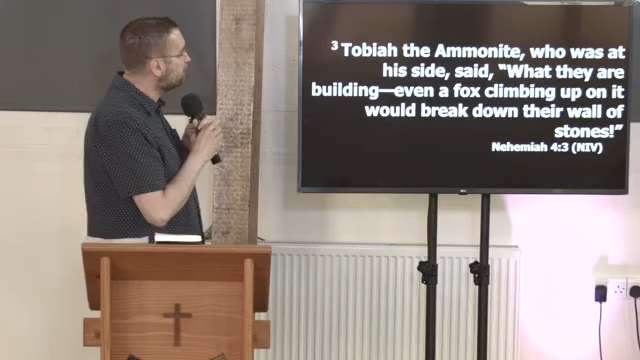 3 Tobiah the Ammonite, who was at
his side, said, “What they are
building—even a fox climbing up on it
would break down their wall of
stones!”
Nehemiah 4:3 (NIV)